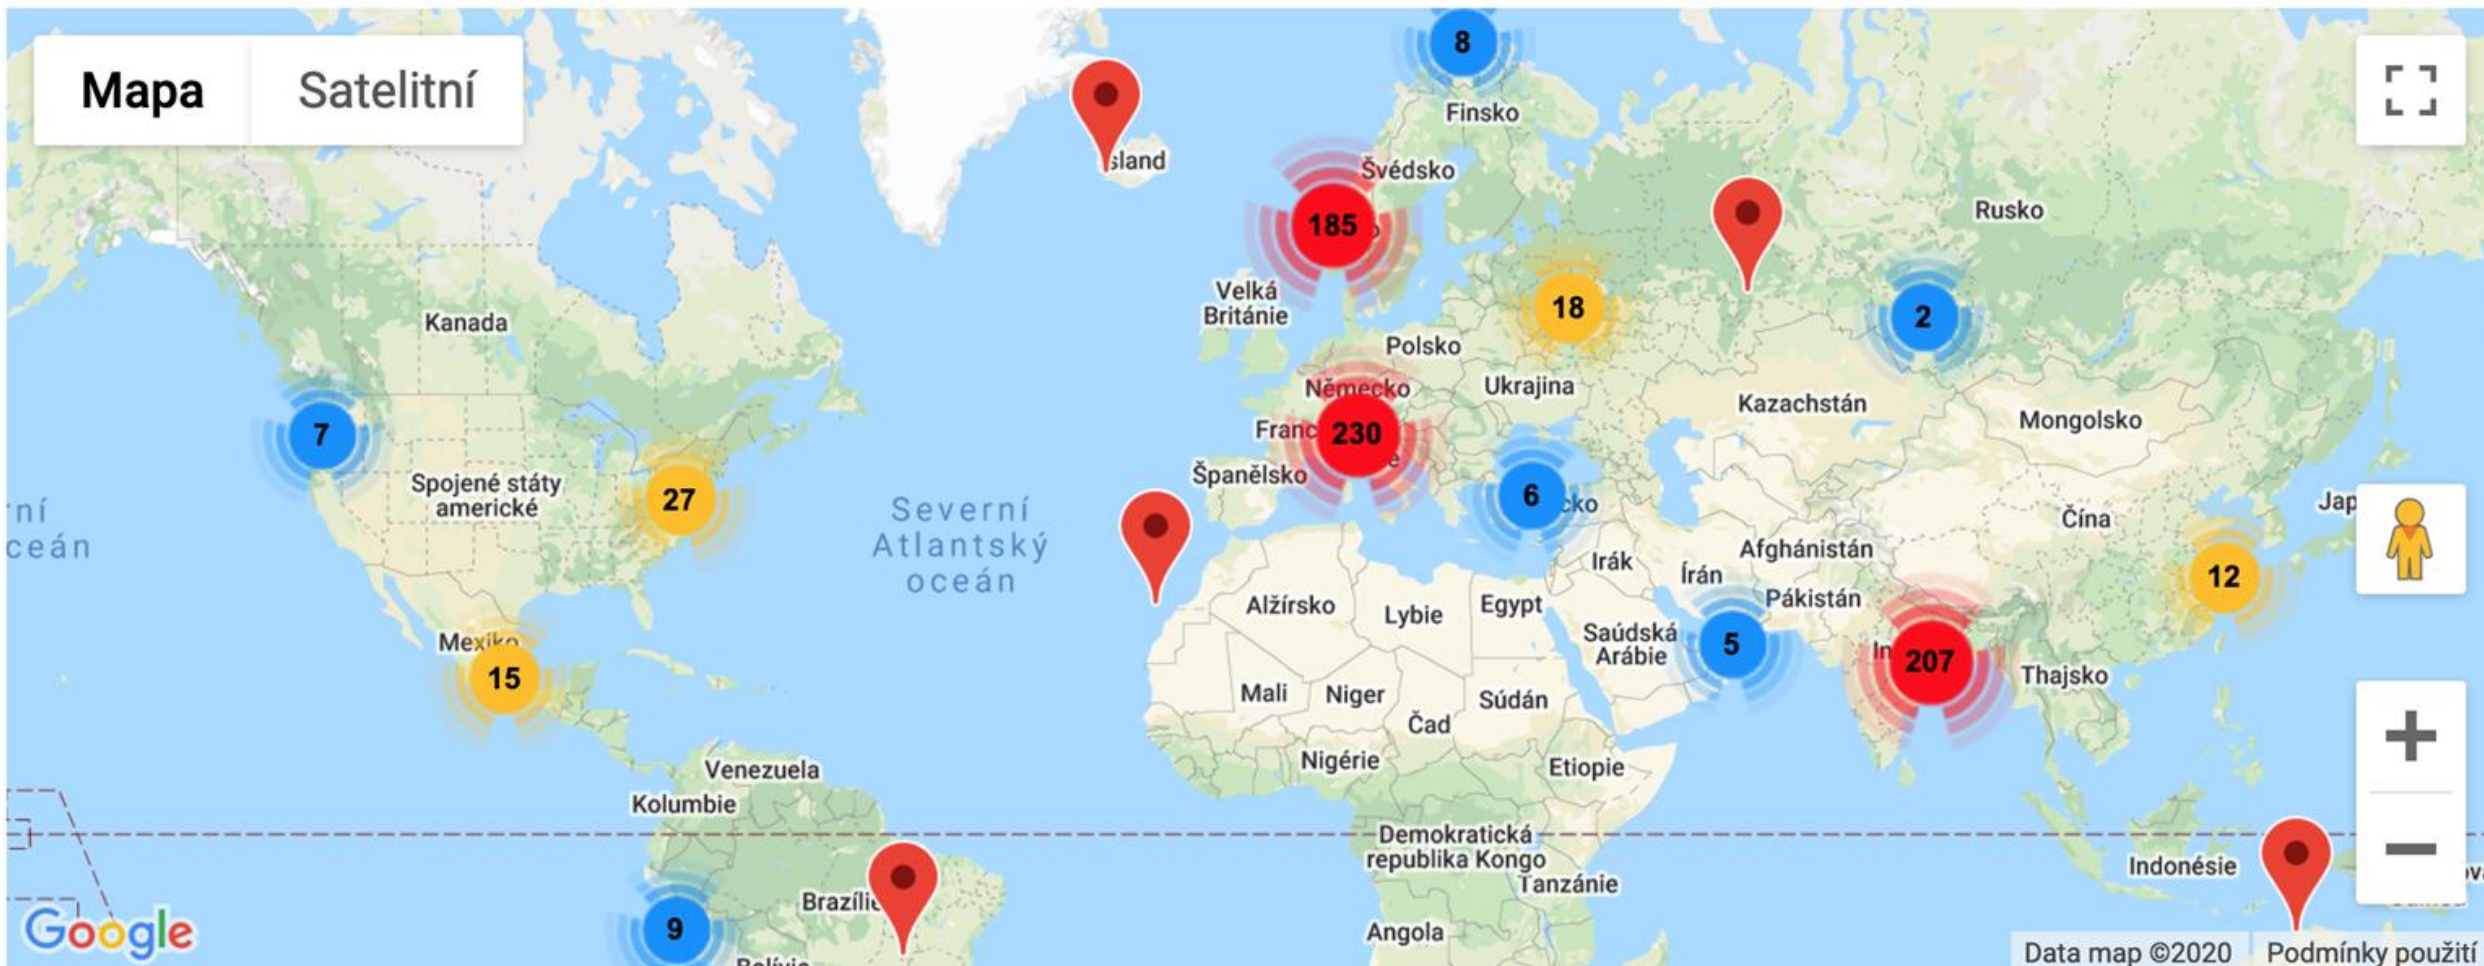 Mapa
Satelitní
8
Finsko
Švédsko
185
Rusko
Velká
Británie
18
2
Kanada
Polsko
Německo
Ukrajina
Kazachstán
Mongolsko
7
230
Španělsko
6
Spojené státy
americké
27
Severní
Atlantský
oceán
Čína
Irák
Írán
Afghánistán
Pákistán
12
Alžírsko
Lybie
Egypt
Saúdská
Arábie
5
207
Thajsko
Mexiko
15
Mali
Niger
Čad
Súdán
Nigérie
Etiopie
Venezuela
Kolumbie
Demokratická
republika Kongo
Tanzánie
Indonésie
9
Angola
Google
Data map ©2020
Podmínky použití